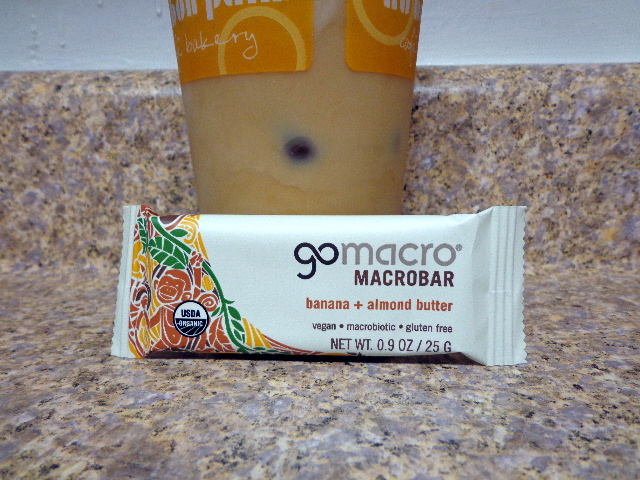 bakery
gomacro®
MACROBAR
banana + almond butter
vegan • macrobiotic • gluten free
NET WT. 0.9 OZ / 25 G
USDA
ORGANIC